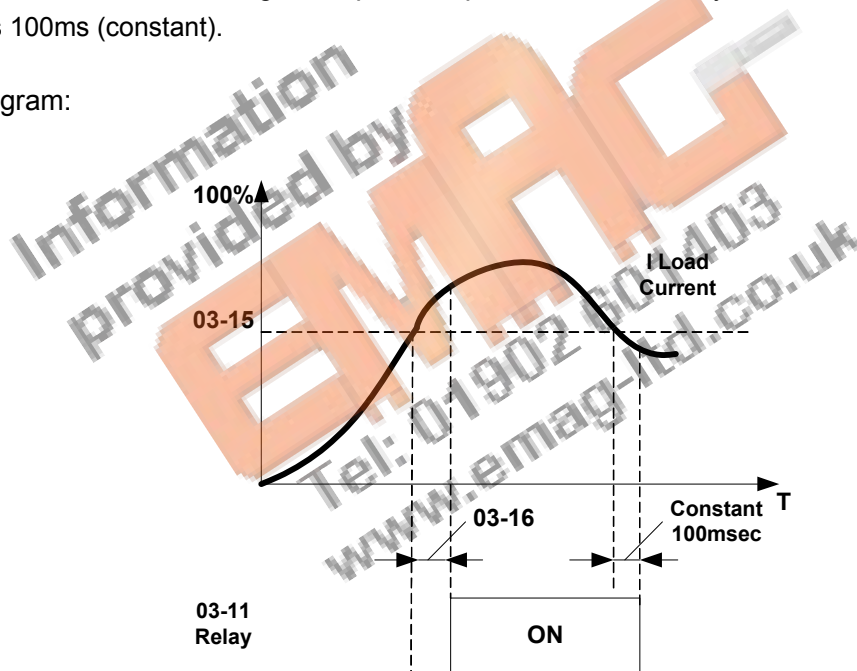 s 100ms (constant).
gram:
Information
provided by
EMAG
Tel: 01902 601403
www.emag-ltd.co.uk
100%
I Load
Current
03-15
T
03-16
Constant
100msec
03-11
Relay
ON